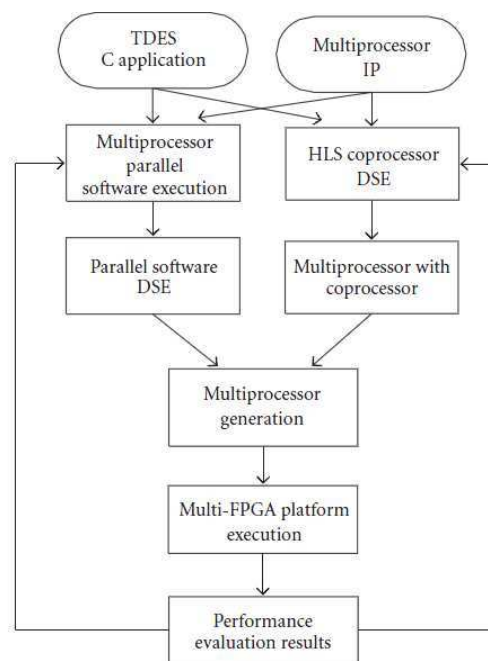 TDES
C application
Multiprocessor
IP
Multiprocessor
parallel
software execution
HLS coprocessor
DSE
Parallel software
DSE
Multiprocessor with
coprocessor
Multiprocessor
generation
Multi-FPGA platform
execution
Performance
evaluation results